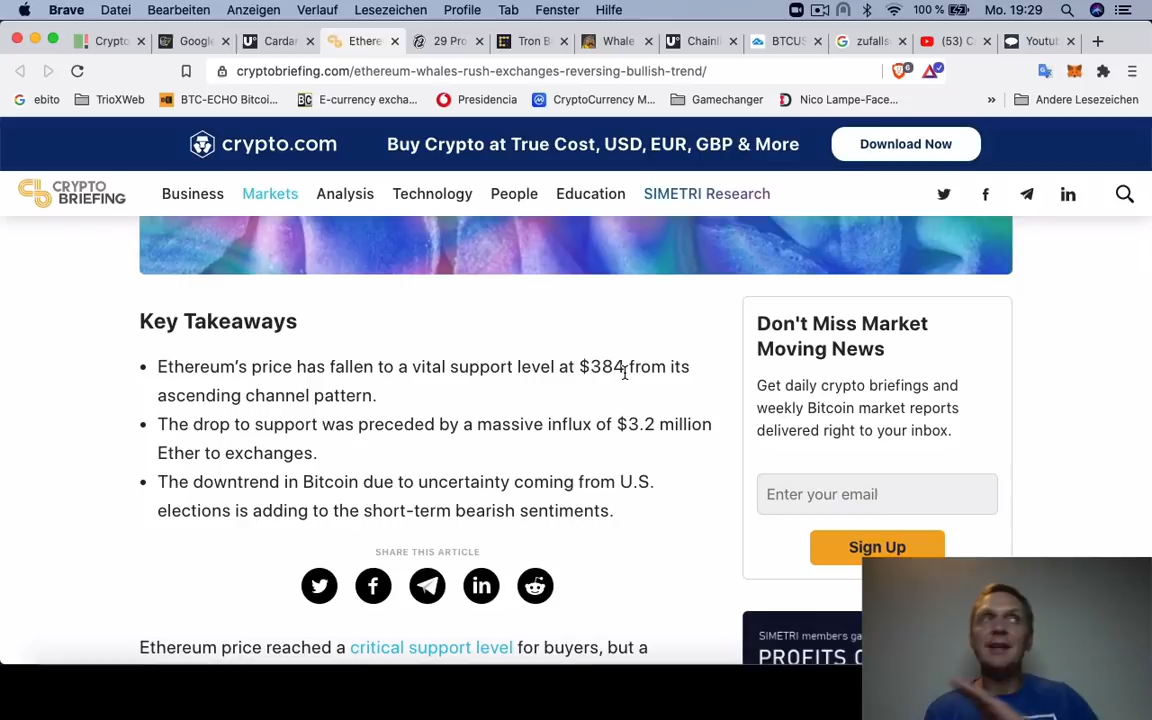 Brave Datei Bearbeiten Anzeigen Verlauf Lesezeichen Profile Tab Fenster Hilfe 100 % Mo. 19:29
Crypto Google Cardar Ethere 29 Pro Tron B Whale Chainli BTCUS zufalls (53) C Youtub
cryptobriefing.com/ethereum-whales-rush-exchanges-reversing-bullish-trend/ 6
ebito TrioXWeb BTC-ECHO Bitcoi... E-currency excha... Presidencia CryptoCurrency M... Gamechanger Nico Lampe-Face... » Andere Lesezeichen
crypto.com Buy Crypto at True Cost, USD, EUR, GBP & More Download Now
CRYPTO
BRIEFING
Business Markets Analysis Technology People Education SIMETRI Research
Key Takeaways
• Ethereum’s price has fallen to a vital support level at $384 from its
ascending channel pattern.
• The drop to support was preceded by a massive influx of $3.2 million
Ether to exchanges.
• The downtrend in Bitcoin due to uncertainty coming from U.S.
elections is adding to the short-term bearish sentiments.
SHARE THIS ARTICLE
Ethereum price reached a critical support level for buyers, but a
Don't Miss Market
Moving News
Get daily crypto briefings and
weekly Bitcoin market reports
delivered right to your inbox.
Enter your email
Sign Up
SIMETRI members ga
PROFITS